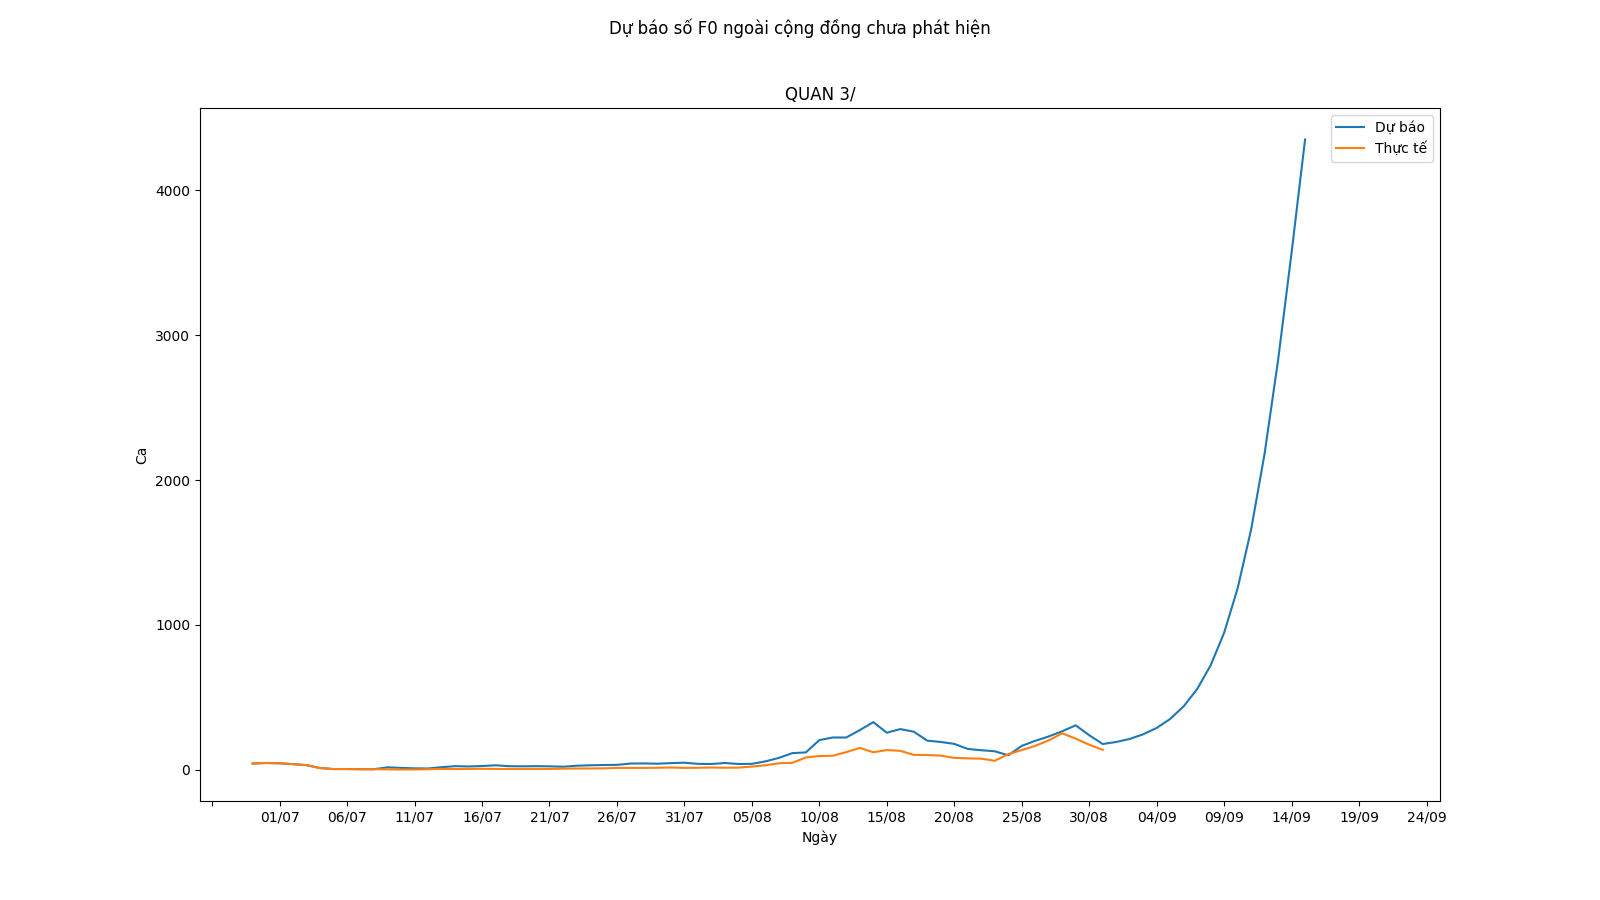 Dự báo số F0 ngoài cộng đồng chưa phát hiện
QUAN 3/
Dự báo
Thực tế
4000
3000
2000
1000
0
Ca
01/07 06/07 11/07 16/07 21/07 26/07 31/07 05/08 10/08 15/08 20/08 25/08 30/08 04/09 09/09 14/09 19/09 24/09
Ngày